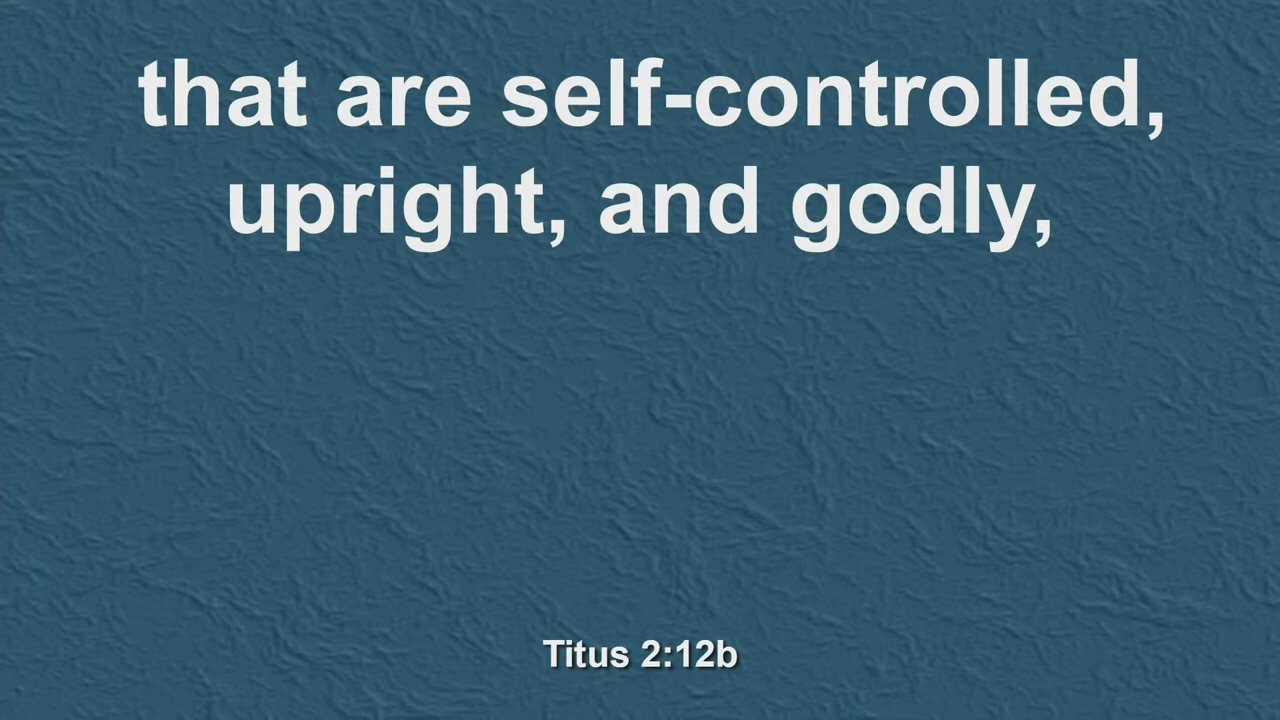 that are self-controlled,
upright, and godly,
Titus 2:12b